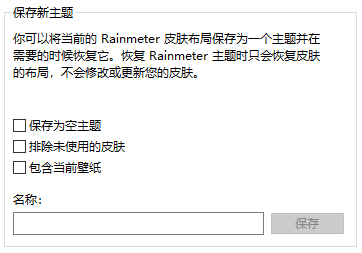 保存新主题
你可以将当前的 Rainmeter 皮肤布局保存为一个主题并在
需要的时候恢复它。恢复 Rainmeter 主题时只会恢复皮肤
的布局，不会修改或更新您的皮肤。
保存为空主题
排除未使用的皮肤
包含当前壁纸
名称：
保存